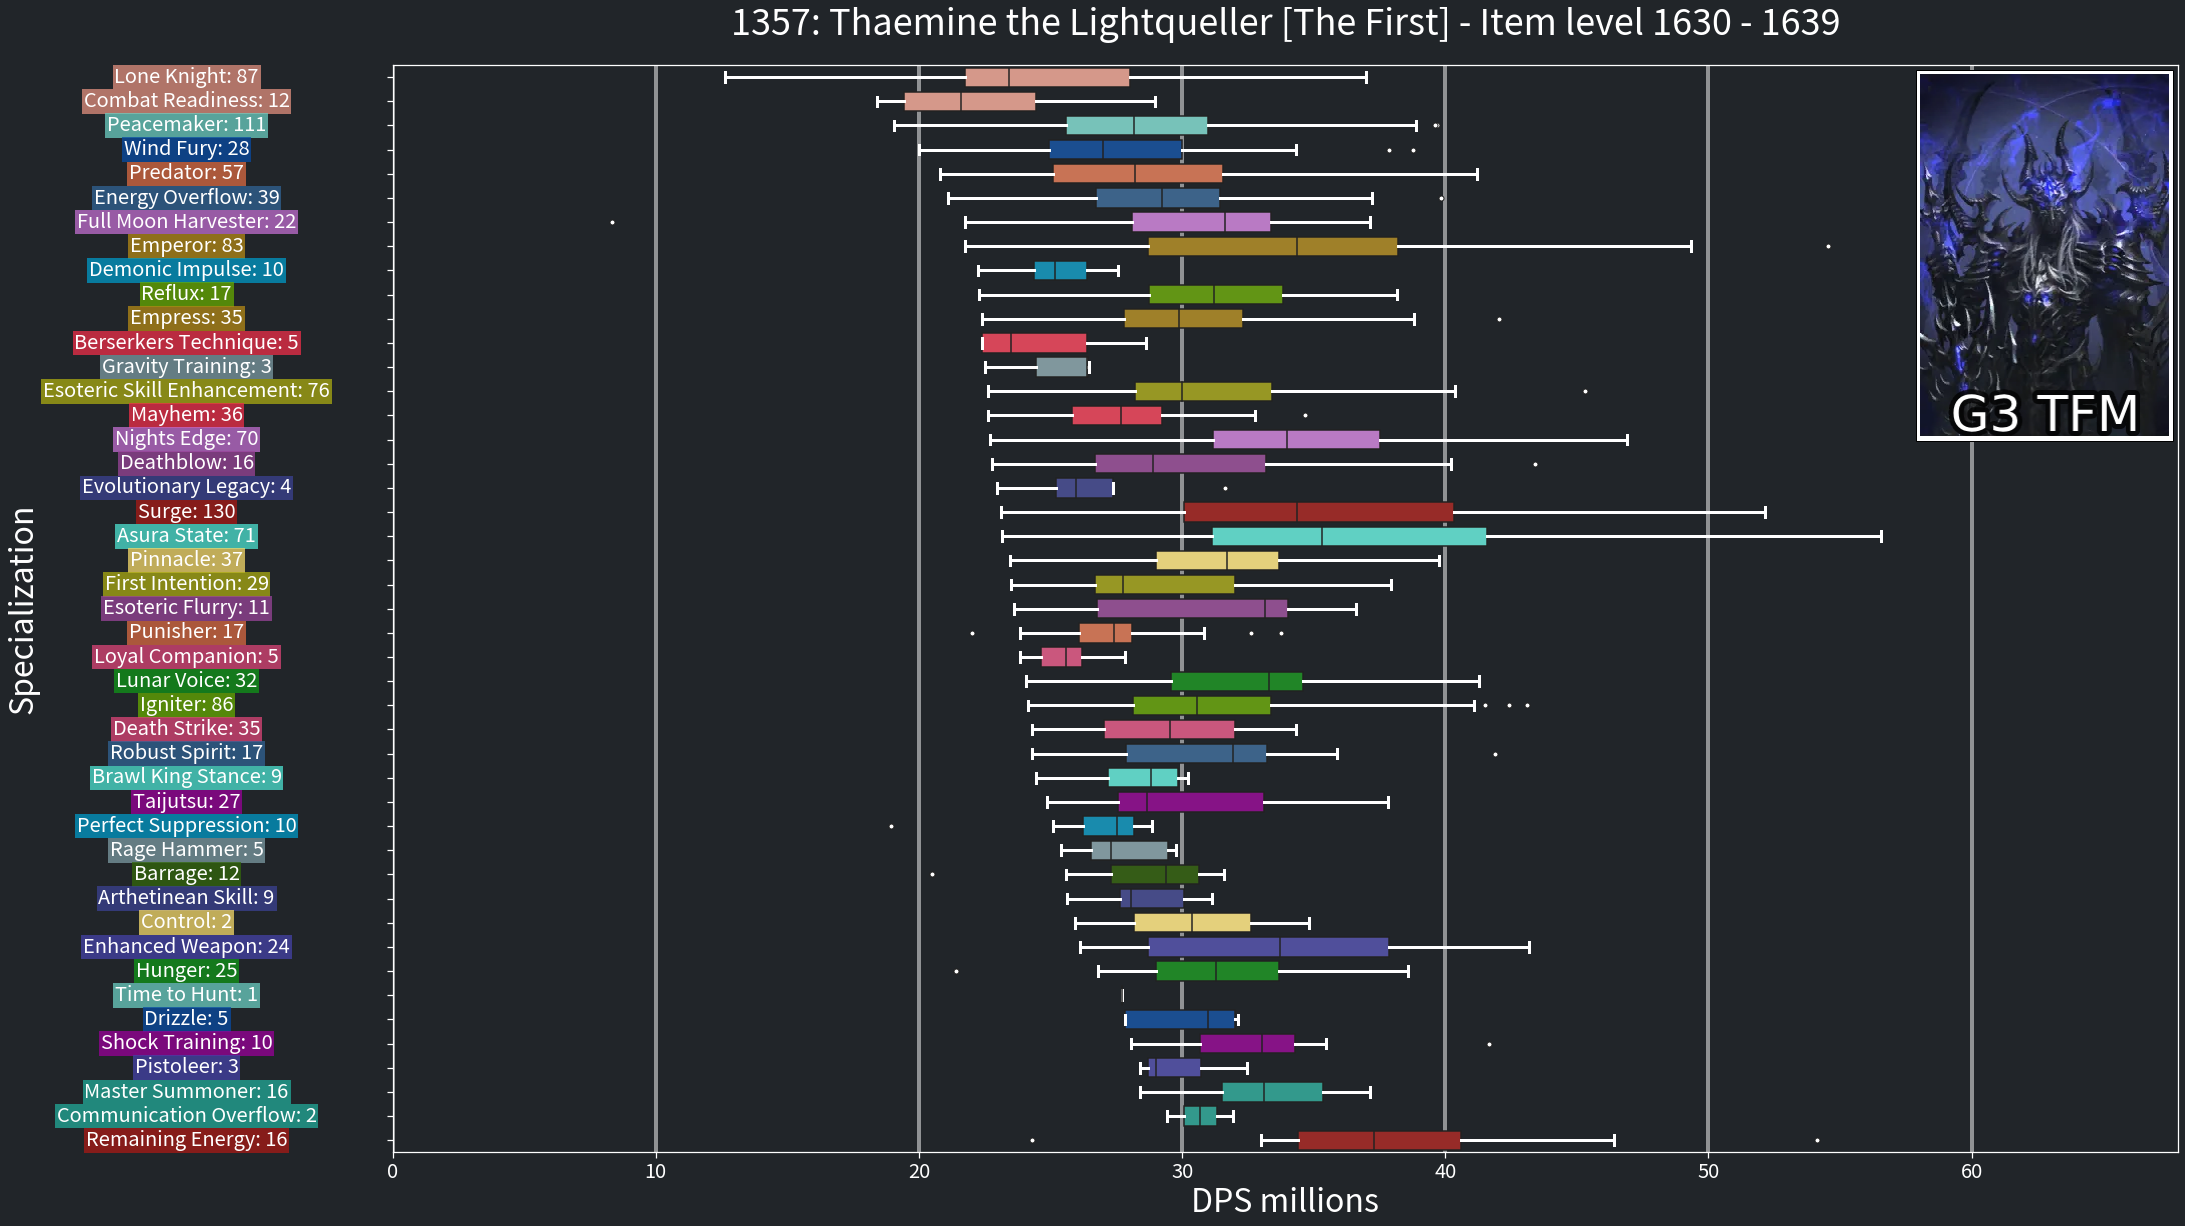 1357: Thaemine the Lightqueller [The First] - Item level 1630 - 1639
Lone Knight: 87
Combat Readiness: 12
Peacemaker: 111
Wind Fury: 28
Predator: 57
Energy Overflow: 39
Full Moon Harvester: 22
Emperor: 83
Demonic Impulse: 10
Reflux: 17
Empress: 35
Berserkers Technique: 5
Gravity Training: 3
Esoteric Skill Enhancement: 76
Mayhem: 36
Nights Edge: 70
Deathblow: 16
Evolutionary Legacy: 4
Surge: 130
Asura State: 71
Pinnacle: 37
First Intention: 29
Esoteric Flurry: 11
Punisher: 17
Loyal Companion: 5
Lunar Voice: 32
Igniter: 86
Death Strike: 35
Robust Spirit: 17
Brawl King Stance: 9
Taijutsu: 27
Perfect Suppression: 10
Rage Hammer: 5
Barrage: 12
Arthetinean Skill: 9
Control: 2
Enhanced Weapon: 24
Hunger: 25
Time to Hunt: 1
Drizzle: 5
Shock Training: 10
Pistoleer: 3
Master Summoner: 16
Communication Overflow: 2
Remaining Energy: 16
Specialization
G3 TFM
0 10 20 30 40 50 60
DPS millions